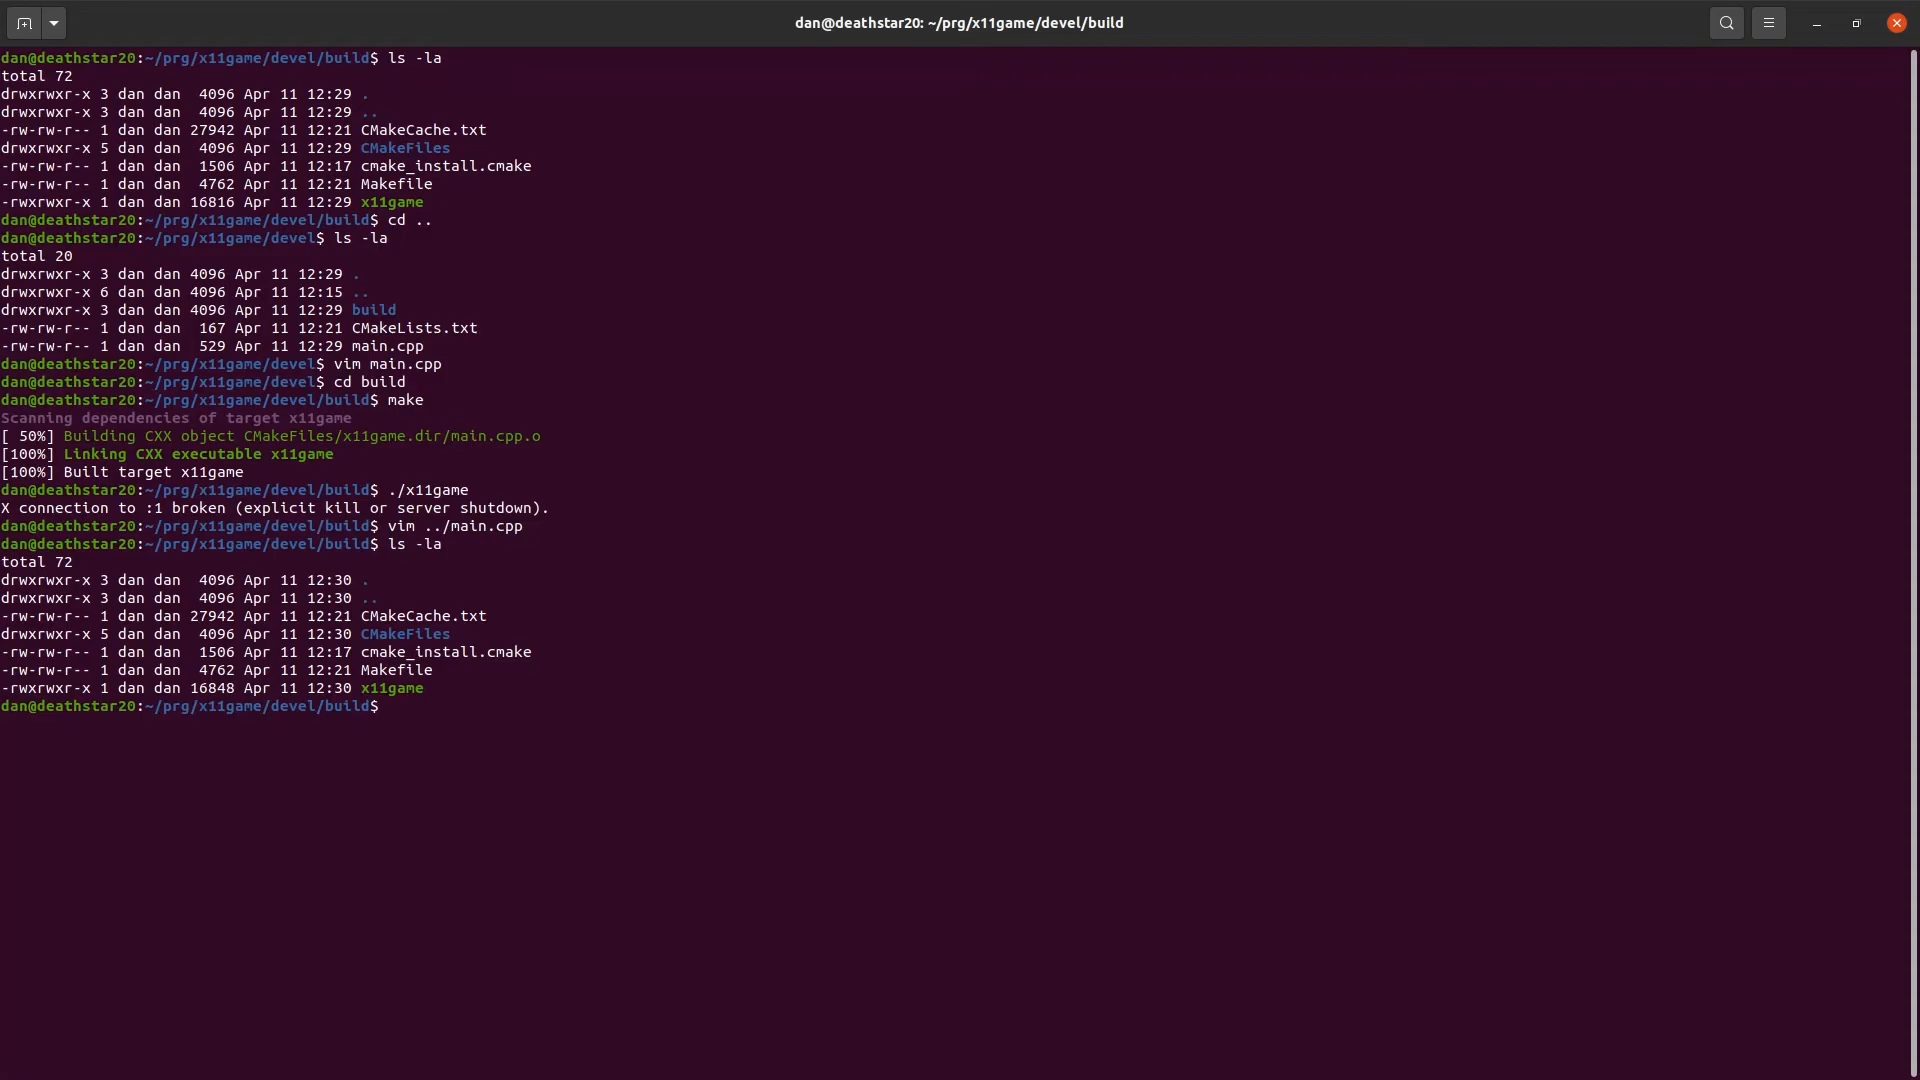 dan@deathstar20: ~/prg/x11game/devel/build
dan@deathstar20:~/prg/x11game/devel/build$ ls -la
total 72
drwxrwxr-x 3 dan dan  4096 Apr 11 12:29 .
drwxrwxr-x 3 dan dan  4096 Apr 11 12:29 ..
-rw-rw-r-- 1 dan dan 27942 Apr 11 12:21 CMakeCache.txt
drwxrwxr-x 5 dan dan  4096 Apr 11 12:29 CMakeFiles
-rw-rw-r-- 1 dan dan  1506 Apr 11 12:17 cmake_install.cmake
-rw-rw-r-- 1 dan dan  4762 Apr 11 12:21 Makefile
-rwxrwxr-x 1 dan dan 16816 Apr 11 12:29 x11game
dan@deathstar20:~/prg/x11game/devel/build$ cd ..
dan@deathstar20:~/prg/x11game/devel$ ls -la
total 20
drwxrwxr-x 3 dan dan 4096 Apr 11 12:29 .
drwxrwxr-x 6 dan dan 4096 Apr 11 12:15 ..
drwxrwxr-x 3 dan dan 4096 Apr 11 12:29 build
-rw-rw-r-- 1 dan dan  167 Apr 11 12:21 CMakeLists.txt
-rw-rw-r-- 1 dan dan  529 Apr 11 12:29 main.cpp
dan@deathstar20:~/prg/x11game/devel$ vim main.cpp
dan@deathstar20:~/prg/x11game/devel$ cd build
dan@deathstar20:~/prg/x11game/devel/build$ make
Scanning dependencies of target x11game
[ 50%] Building CXX object CMakeFiles/x11game.dir/main.cpp.o
[100%] Linking CXX executable x11game
[100%] Built target x11game
dan@deathstar20:~/prg/x11game/devel/build$ ./x11game
X connection to :1 broken (explicit kill or server shutdown).
dan@deathstar20:~/prg/x11game/devel/build$ vim ../main.cpp
dan@deathstar20:~/prg/x11game/devel/build$ ls -la
total 72
drwxrwxr-x 3 dan dan  4096 Apr 11 12:30 .
drwxrwxr-x 3 dan dan  4096 Apr 11 12:30 ..
-rw-rw-r-- 1 dan dan 27942 Apr 11 12:21 CMakeCache.txt
drwxrwxr-x 5 dan dan  4096 Apr 11 12:30 CMakeFiles
-rw-rw-r-- 1 dan dan  1506 Apr 11 12:17 cmake_install.cmake
-rw-rw-r-- 1 dan dan  4762 Apr 11 12:21 Makefile
-rwxrwxr-x 1 dan dan 16848 Apr 11 12:30 x11game
dan@deathstar20:~/prg/x11game/devel/build$